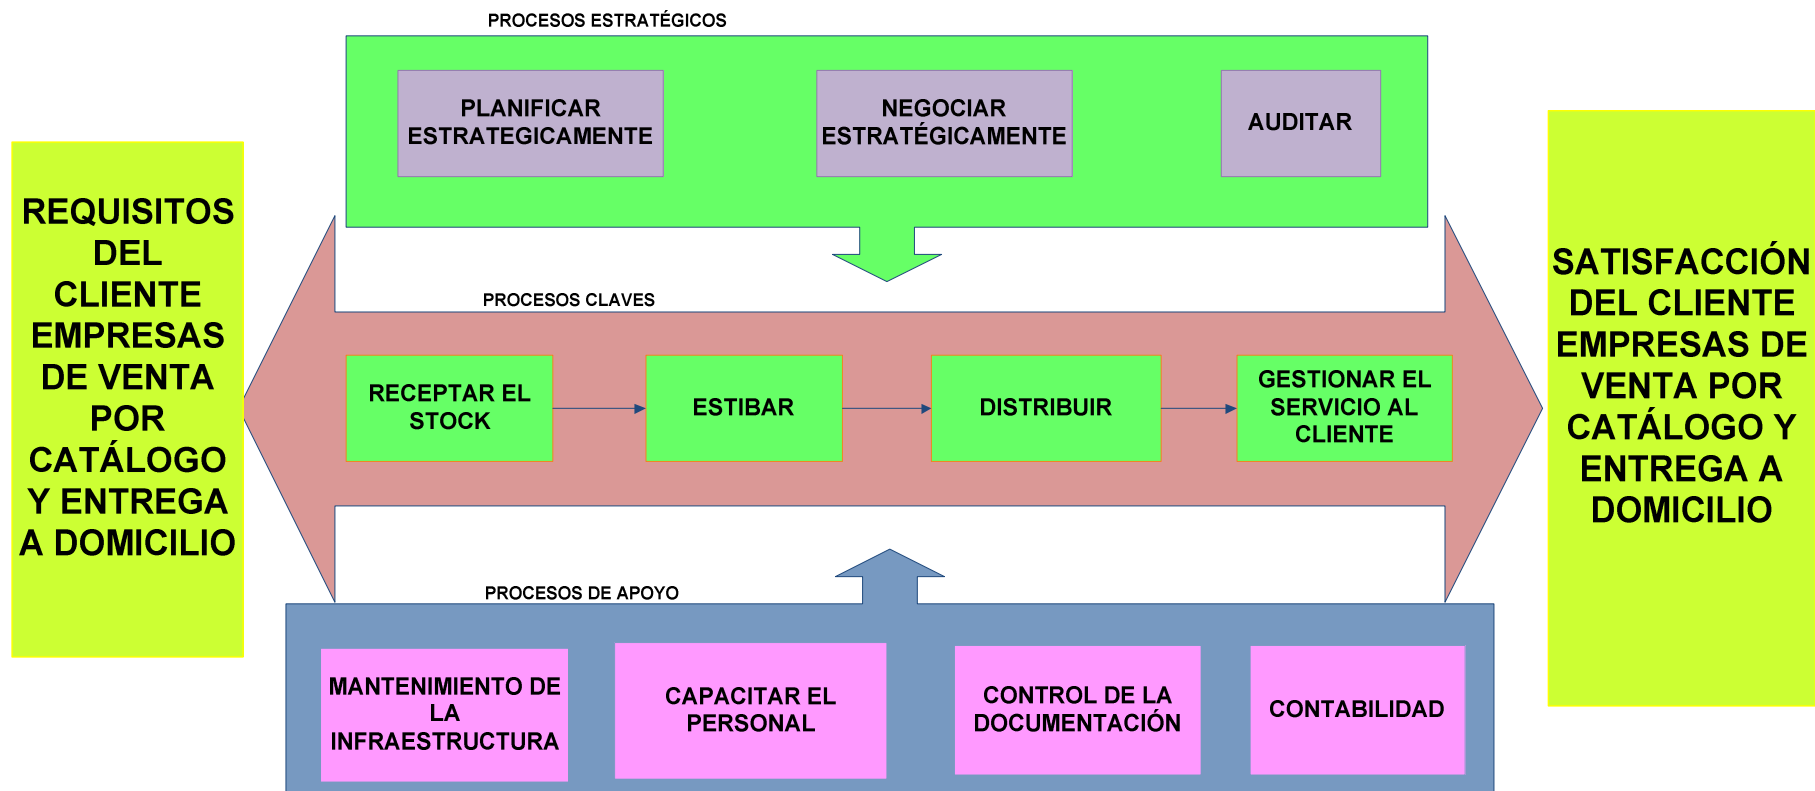 PROCESOS ESTRATÉGICOS
PLANIFICAR
ESTRATEGICAMENTE
NEGOCIAR
ESTRATÉGICAMENTE
AUDITAR
REQUISITOS
DEL
CLIENTE
EMPRESAS
DE VENTA
POR
CATÁLOGO
Y ENTREGA
A DOMICILIO
PROCESOS CLAVES
RECEPTAR EL
STOCK
ESTIBAR
DISTRIBUIR
GESTIONAR EL
SERVICIO AL
CLIENTE
SATISFACCIÓN
DEL CLIENTE
EMPRESAS DE
VENTA POR
CATÁLOGO Y
ENTREGA A
DOMICILIO
PROCESOS DE APOYO
MANTENIMIENTO DE
LA
INFRAESTRUCTURA
CAPACITAR EL
PERSONAL
CONTROL DE LA
DOCUMENTACIÓN
CONTABILIDAD